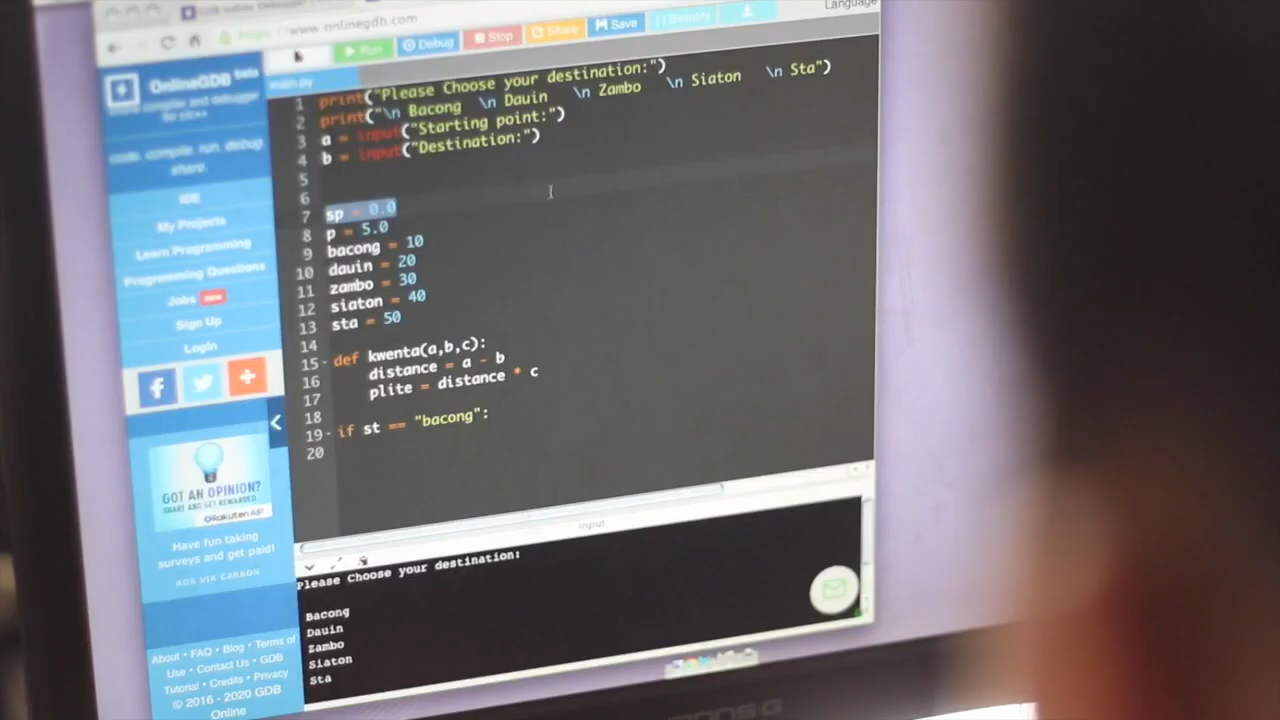 www.onlinegdb.com
Language
Run
Debug
Stop
Share
Save
{ } Beautify
OnlineGDB beta
compiler and debugger
for c/c++
code. compile. run. debug.
share.
IDE
My Projects
Learn Programming
Programming Questions
Jobs new
Sign Up
Login
GOT AN OPINION?
SHARE AND GET REWARDED
Rakuten AIP
Have fun taking
surveys and get paid!
ADS VIA CARBON
About • FAQ • Blog • Terms of
Use • Contact Us • GDB
Tutorial • Credits • Privacy
© 2016 - 2020 GDB
Online
main.py
1 print("Please Choose your destination:")
2 print("\n Bacong \n Dauin \n Zambo \n Siaton \n Sta")
3 a = input("Starting point:")
4 b = input("Destination:")
5
6
7 sp = 0.0
8 p = 5.0
9 bacong = 10
10 dauin = 20
11 zambo = 30
12 siaton = 40
13 sta = 50
14
15 def kwenta(a,b,c):
16 distance = a - b
17 plite = distance * c
18
19 if st == "bacong":
20
input
Please Choose your destination:
Bacong
Dauin
Zambo
Siaton
Sta